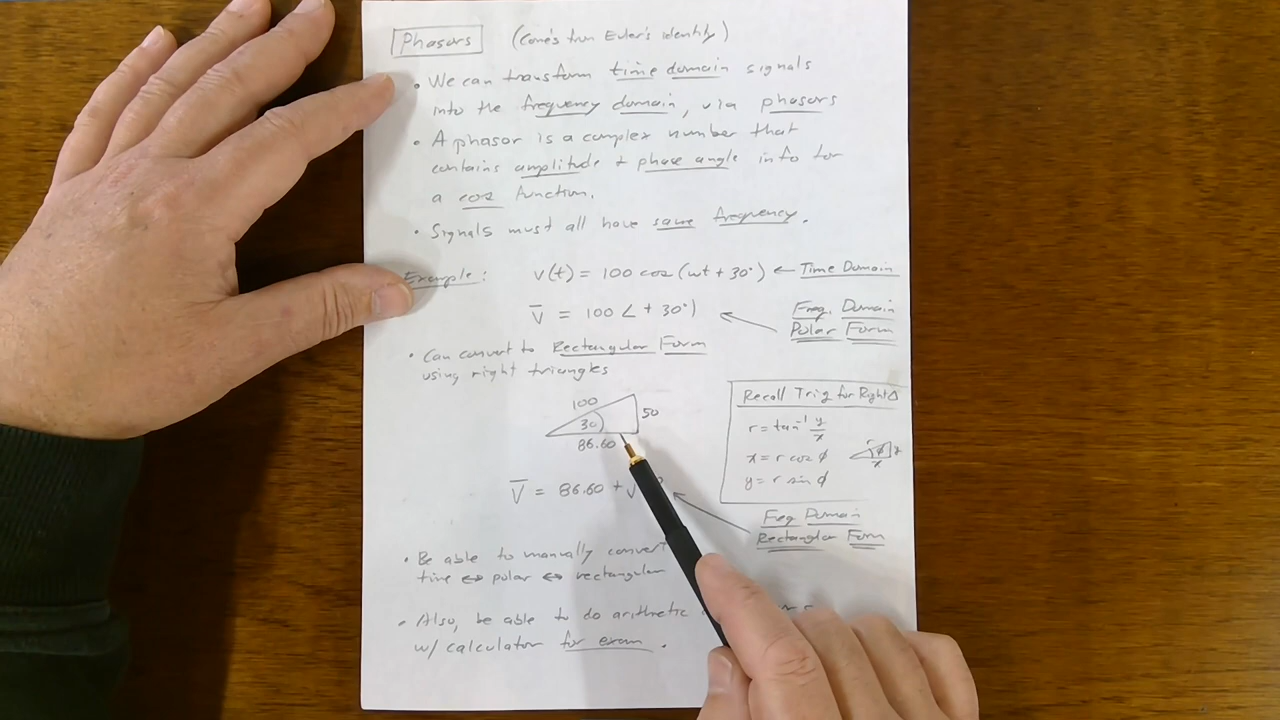 Phasors (Comes from Euler's identity)
• We can transform time domain signals
into the frequency domain, via phasors
• A phasor is a complex number that
contains amplitude + phase angle info for
a cos function.
• Signals must all have same frequency.
Example: v(t) = 100 cos (wt + 30°) ← Time Domain
V̅ = 100 ∠ + 30°)
Freq. Domain
Polar Form
• Can convert to Rectangular Form
using right triangles
100
50
30
86.60
Recall Trig for Right △
r = tan⁻¹ y/x
x = r cos ϕ
y = r sin ϕ
r ϕ y
x
V̅ = 86.60 +
Freq Domain
Rectangular Form
• Be able to manually convert
time ↔ polar ↔ rectangular
• Also, be able to do arithmetic
w/ calculator for exam.